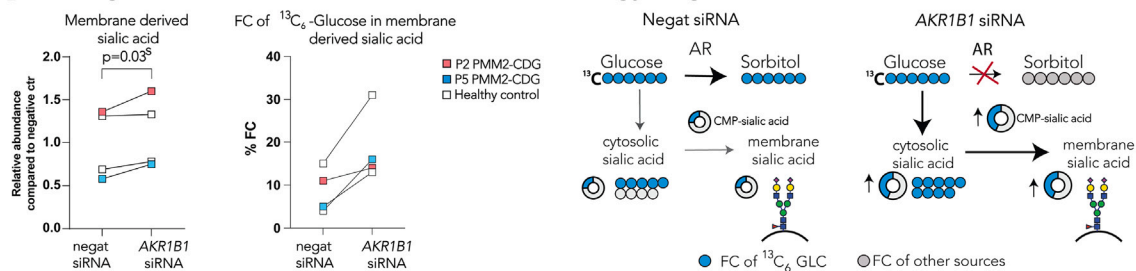 Membrane derived
sialic acid
p=0.03$
2.0
1.5
1.0
0.5
0.0
Relative abundance
compared to negative ctr
negat
siRNA
AKR1B1
siRNA
FC of ¹³C₆-Glucose in membrane
derived sialic acid
40
30
20
10
0
% FC
negat
siRNA
AKR1B1
siRNA
P2 PMM2-CDG
P5 PMM2-CDG
Healthy control
Negat siRNA
AR
Glucose
Sorbitol
¹³C
CMP-sialic acid
cytosolic
sialic acid
membrane
sialic acid
AKR1B1 siRNA
AR
Glucose
Sorbitol
¹³C
CMP-sialic acid
cytosolic
sialic acid
membrane
sialic acid
FC of ¹³C₆ GLC
FC of other sources